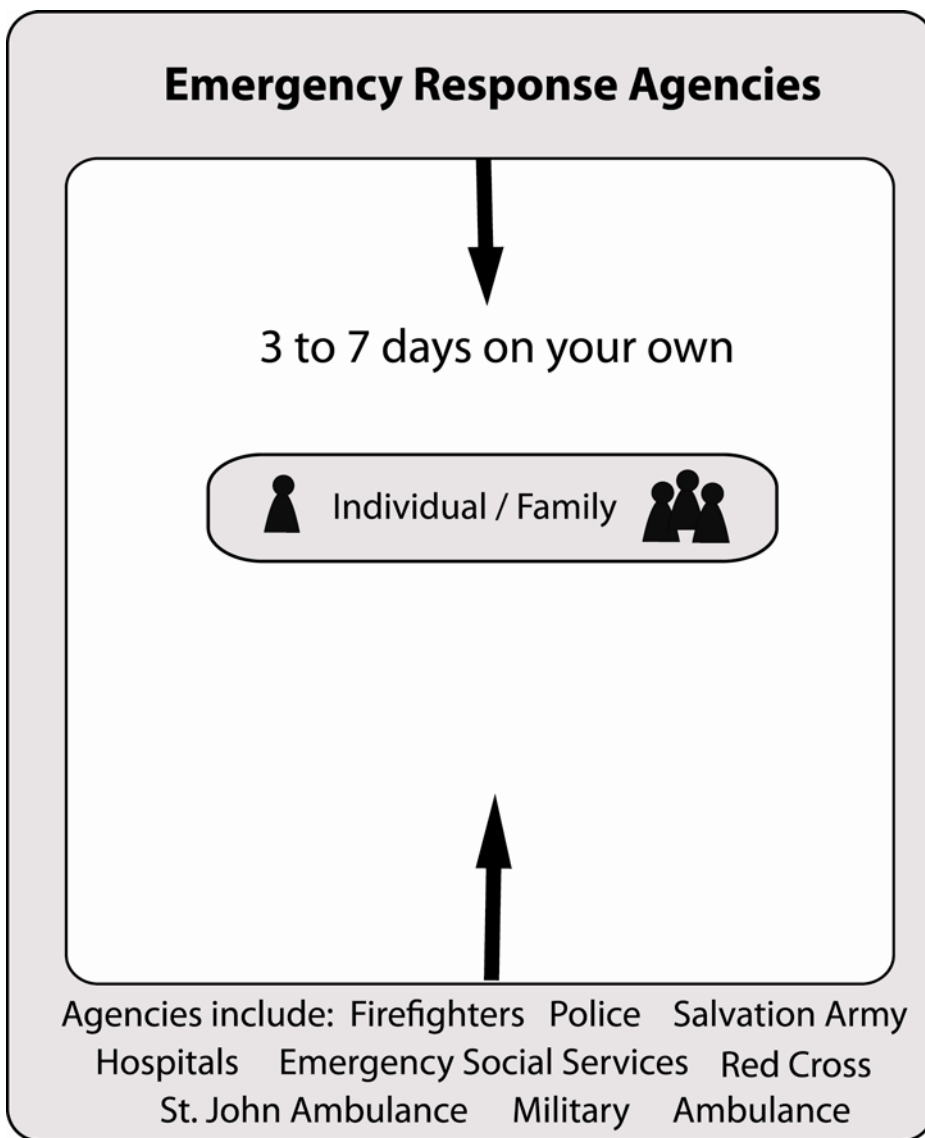 Emergency Response Agencies
3 to 7 days on your own
Individual / Family
Agencies include: Firefighters Police Salvation Army
Hospitals Emergency Social Services Red Cross
St. John Ambulance Military Ambulance